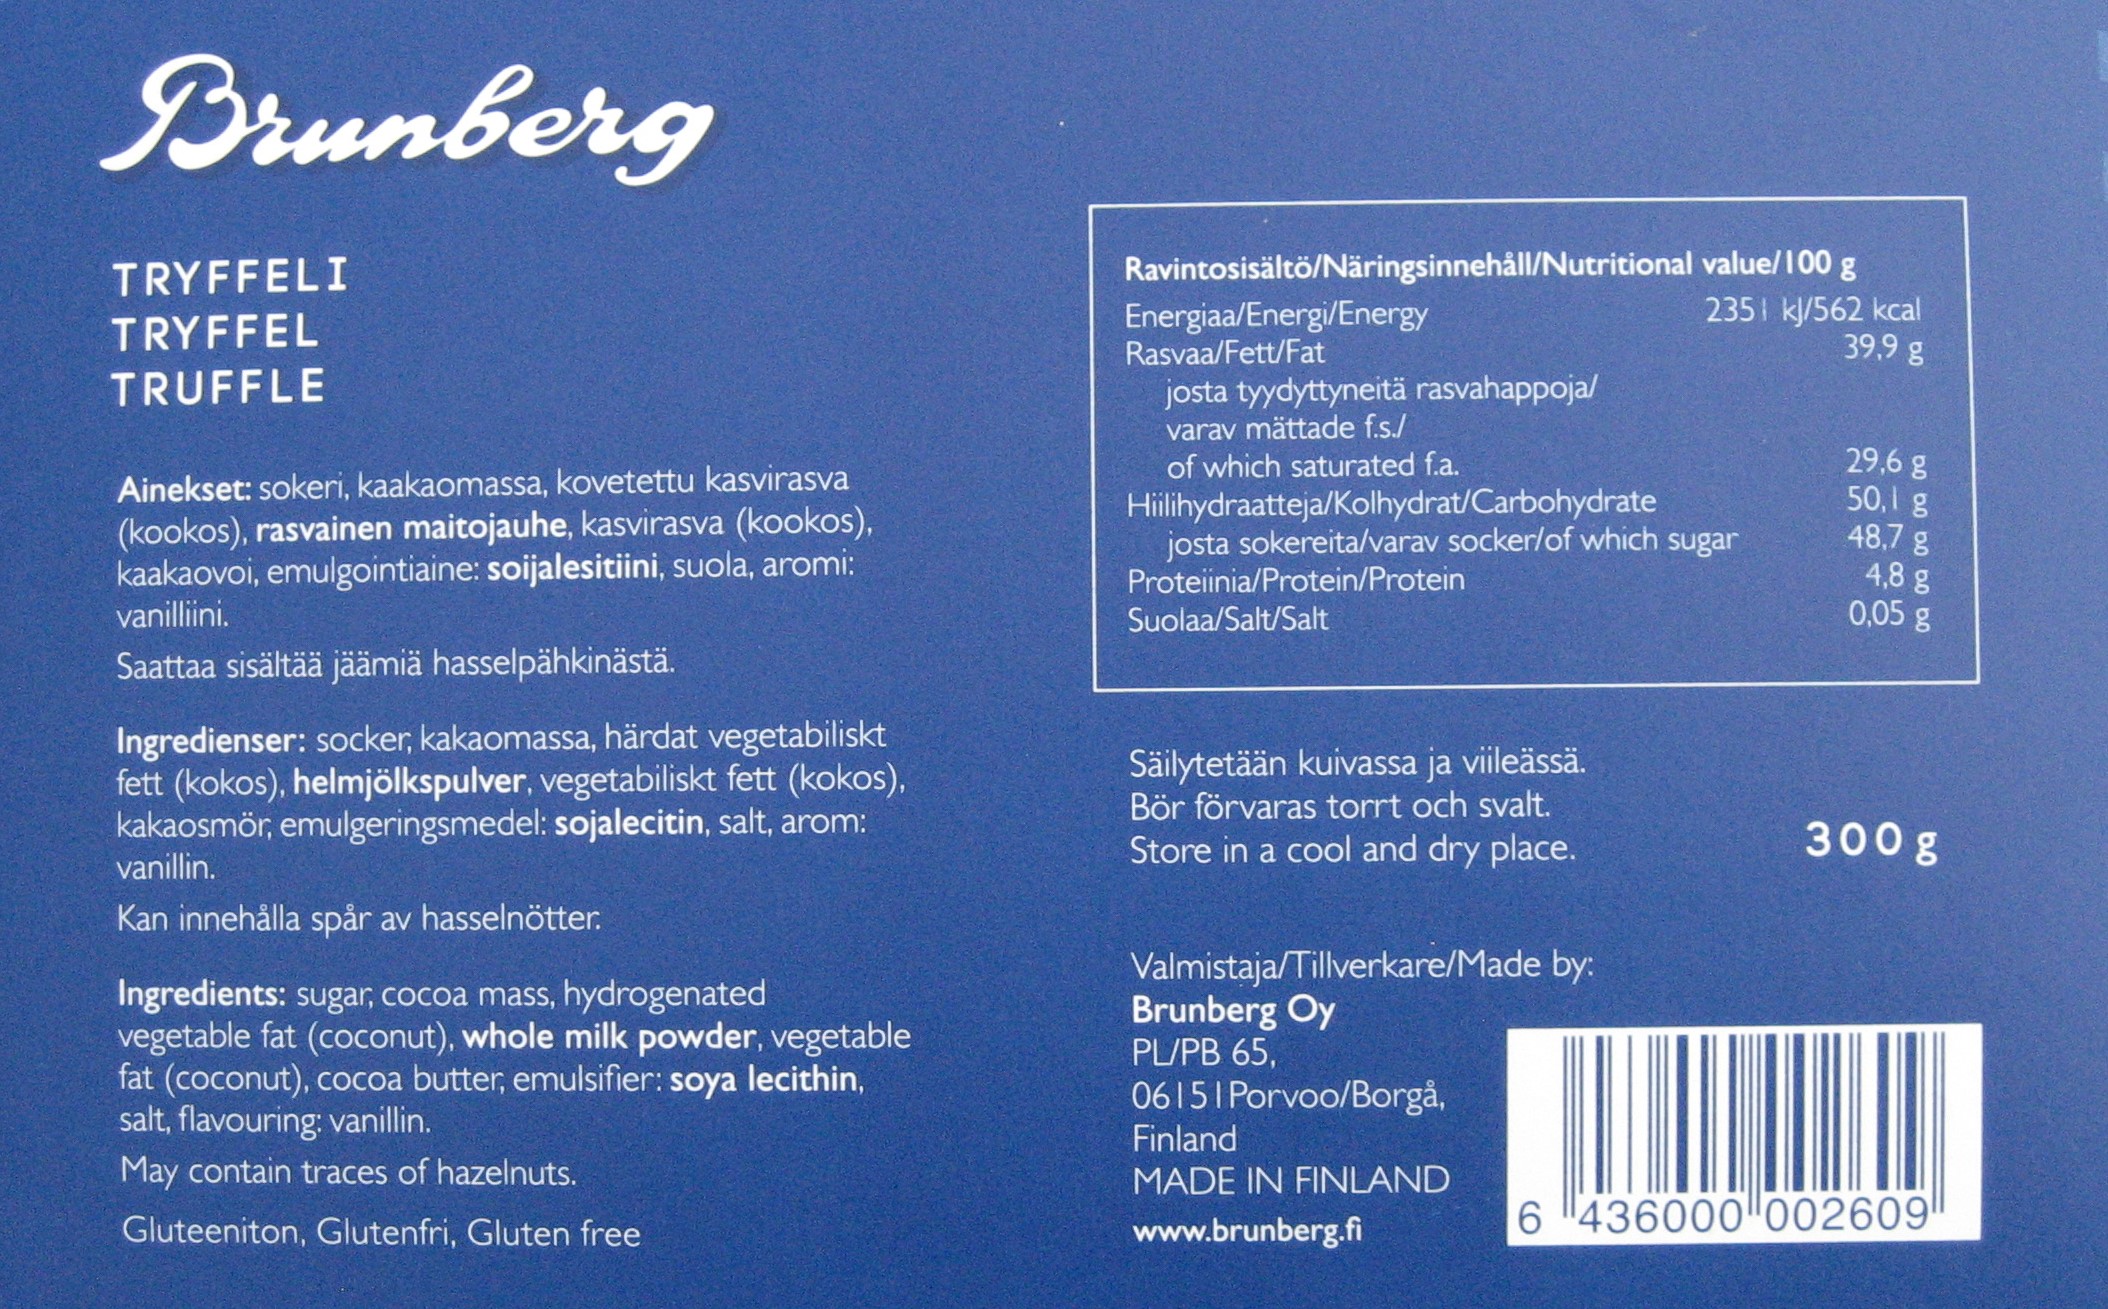 Brunberg
TRYFFELI
TRYFFEL
TRUFFLE
Ainekset: sokeri, kaakaomassa, kovetettu kasvirasva
(kookos), rasvainen maitojauhe, kasvirasva (kookos),
kaakaovoi, emulgointiaine: soijalesitiini, suola, aromi:
vanilliini.
Saattaa sisältää jäämiä hasselpähkinästä.
Ingredienser: socker, kakaomassa, härdat vegetabiliskt
fett (kokos), helmjölkspulver, vegetabiliskt fett (kokos),
kakaosmör, emulgeringsmedel: sojalecitin, salt, arom:
vanillin.
Kan innehålla spår av hasselnötter.
Ingredients: sugar, cocoa mass, hydrogenated
vegetable fat (coconut), whole milk powder, vegetable
fat (coconut), cocoa butter, emulsifier: soya lecithin,
salt, flavouring: vanillin.
May contain traces of hazelnuts.
Gluteeniton, Glutenfri, Gluten free
Ravintosisältö/Näringsinnehåll/Nutritional value/100 g
Energiaa/Energi/Energy 2351 kJ/562 kcal
Rasvaa/Fett/Fat 39,9 g
josta tyydyttyneitä rasvahappoja/
varav mättade f.s./
of which saturated f.a. 29,6 g
Hiilihydraatteja/Kolhydrat/Carbohydrate 50,1 g
josta sokereita/varav socker/of which sugar 48,7 g
Proteiinia/Protein/Protein 4,8 g
Suolaa/Salt/Salt 0,05 g
Säilytetään kuivassa ja viileässä.
Bör förvaras torrt och svalt.
Store in a cool and dry place.
300 g
Valmistaja/Tillverkare/Made by:
Brunberg Oy
PL/PB 65,
06151 Porvoo/Borgå,
Finland
MADE IN FINLAND
www.brunberg.fi
6 436000 002609